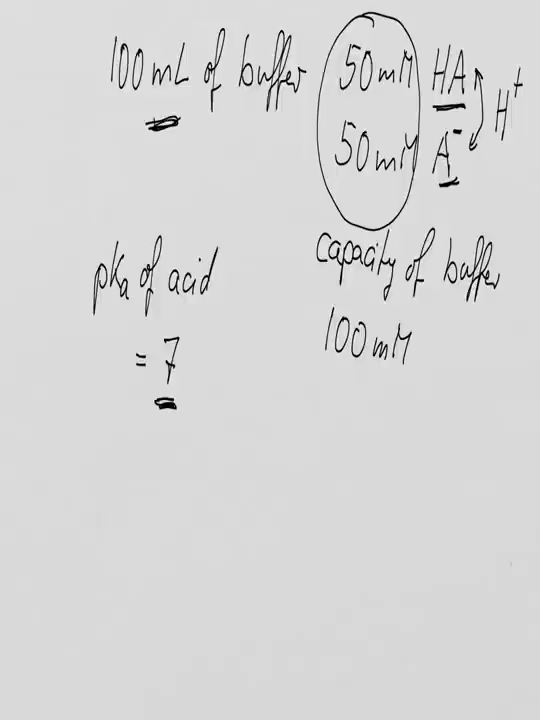 100 mL of buffer 50 mM HA
50 mM A⁻
H⁺
capacity of buffer
100 mM
pKa of acid
= 7